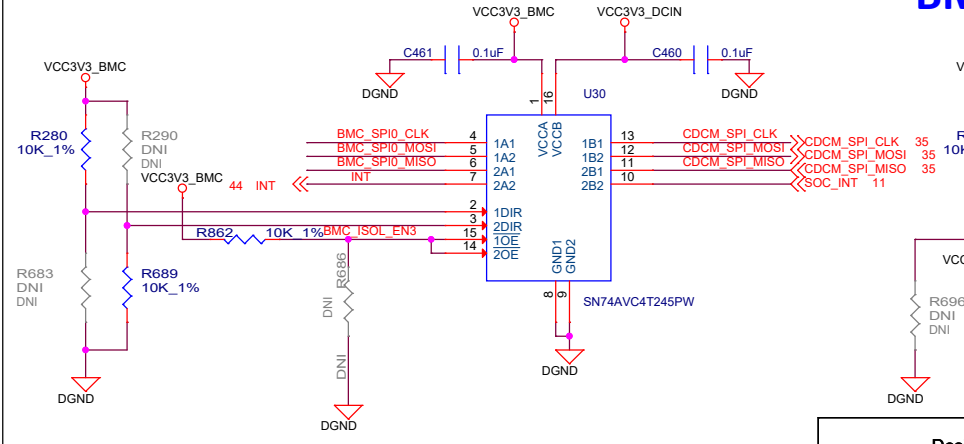 DN
VCC3V3_BMC
VCC3V3_DCIN
C461
0.1uF
C460
0.1uF
VCC3V3_BMC
DGND
DGND
U30
1
16
VCCA
VCCB
R280
10K_1%
R290
DNI
DNI
BMC_SPI0_CLK
4
1A1
1B1
13
CDCM_SPI_CLK
CDCM_SPI_CLK 35
BMC_SPI0_MOSI
5
1A2
1B2
12
CDCM_SPI_MOSI
CDCM_SPI_MOSI 35
BMC_SPI0_MISO
6
2A1
2B1
11
CDCM_SPI_MISO
CDCM_SPI_MISO 35
VCC3V3_BMC
44 INT
INT
7
2A2
2B2
10
SOC_INT 11
2
1DIR
3
2DIR
R862
10K_1%
BMC_ISOL_EN3
15
1OE
14
2OE
R683
DNI
DNI
R689
10K_1%
R686
DNI
DNI
GND1
GND2
8
9
SN74AVC4T245PW
DGND
DGND
DGND
V
R
10K
VCC
R696
DNI
DNI
DGND